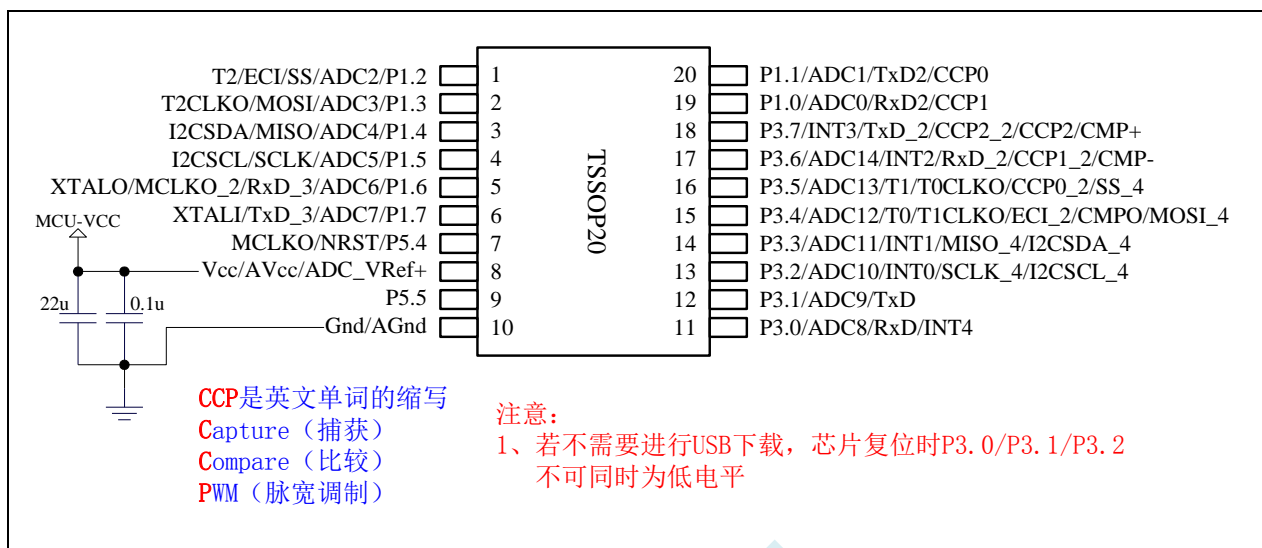 T2/ECI/SS/ADC2/P1.2 1
T2CLKO/MOSI/ADC3/P1.3 2
I2CSDA/MISO/ADC4/P1.4 3
I2CSCL/SCLK/ADC5/P1.5 4
XTALO/MCLKO_2/RxD_3/ADC6/P1.6 5
XTALI/TxD_3/ADC7/P1.7 6
MCLKO/NRST/P5.4 7
Vcc/AVcc/ADC_VRef+ 8
P5.5 9
Gnd/AGnd 10
MCU-VCC
22u 0.1u
TSSOP20
20 P1.1/ADC1/TxD2/CCP0
19 P1.0/ADC0/RxD2/CCP1
18 P3.7/INT3/TxD_2/CCP2_2/CCP2/CMP+
17 P3.6/ADC14/INT2/RxD_2/CCP1_2/CMP-
16 P3.5/ADC13/T1/T0CLKO/CCP0_2/SS_4
15 P3.4/ADC12/T0/T1CLKO/ECI_2/CMPO/MOSI_4
14 P3.3/ADC11/INT1/MISO_4/I2CSDA_4
13 P3.2/ADC10/INT0/SCLK_4/I2CSCL_4
12 P3.1/ADC9/TxD
11 P3.0/ADC8/RxD/INT4
CCP是英文单词的缩写
Capture（捕获）
Compare（比较）
PWM（脉宽调制）
注意：
1、若不需要进行USB下载，芯片复位时P3.0/P3.1/P3.2
不可同时为低电平